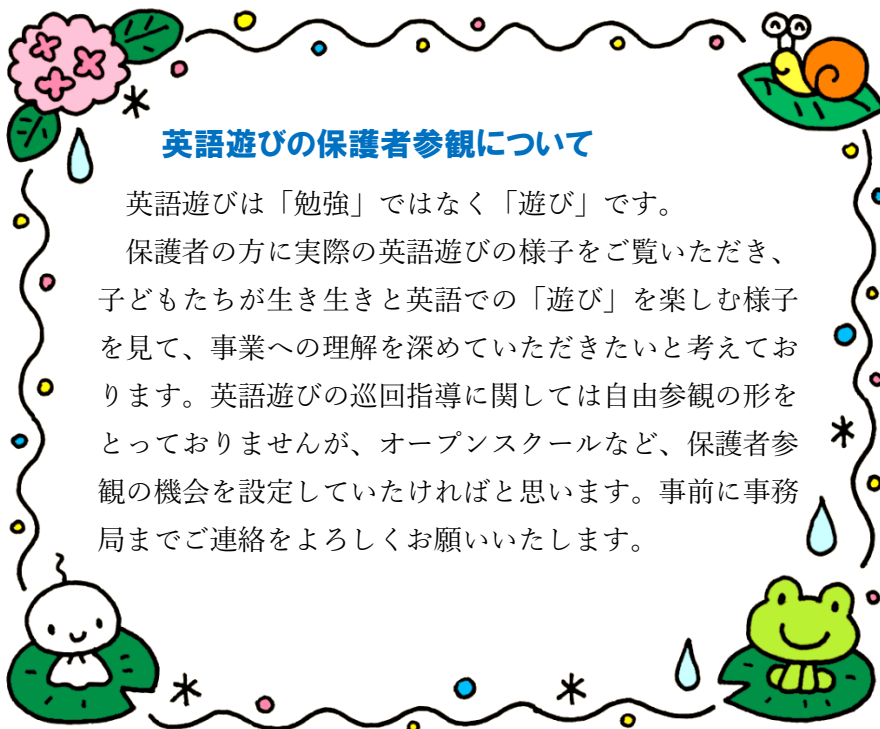 英語遊びの保護者参観について
英語遊びは「勉強」ではなく「遊び」です。
保護者の方に実際の英語遊びの様子をご覧いただき、
子どもたちが生き生きと英語での「遊び」を楽しむ様子
を見て、事業への理解を深めていただきたいと考えてお
ります。英語遊びの巡回指導に関しては自由参観の形を
とっておりませんが、オープンスクールなど、保護者参
観の機会を設定していたければと思います。事前に事務
局までご連絡をよろしくお願いいたします。